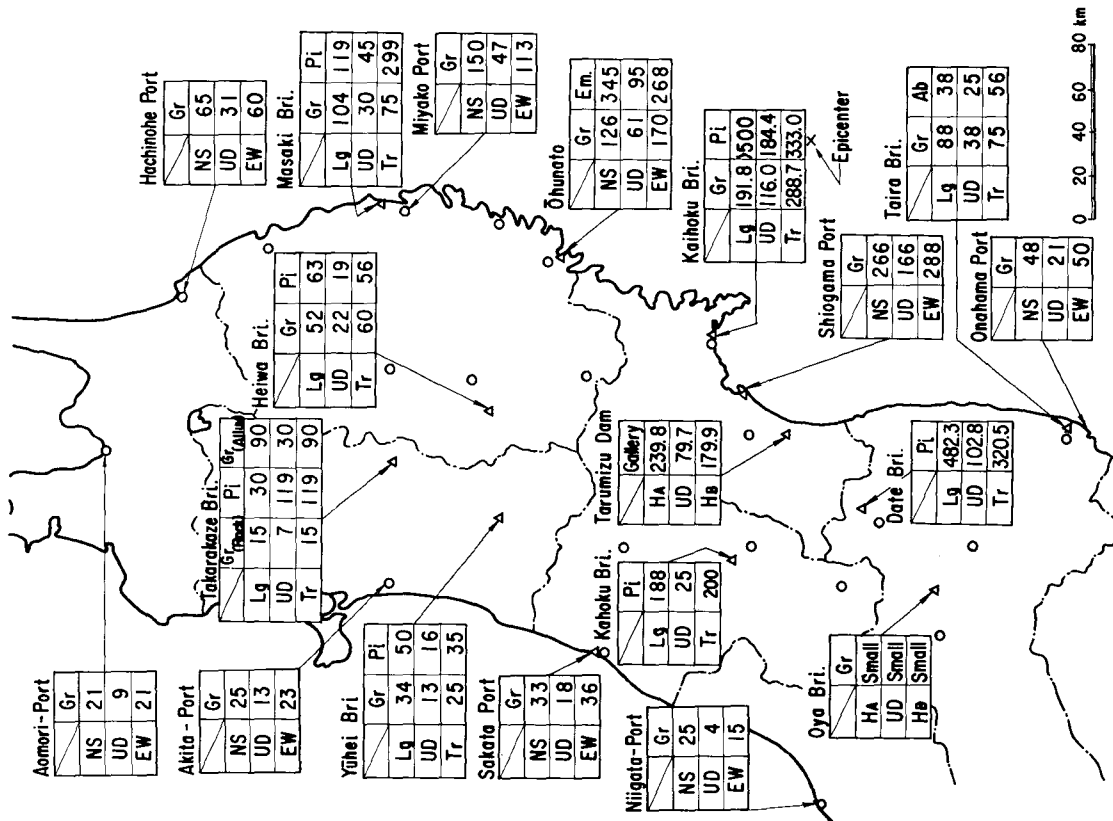 Hachinohe Port
Gr
NS 65
UD 31
EW 60
Masaki Bri.
Gr Pi
Lg 104 119
UD 30 45
Tr 75 299
Miyako Port
Gr
NS 150
UD 47
EW 113
Heiwa Bri.
Gr Pi
Lg 52 63
UD 22 19
Tr 60 56
Ōhunato
Gr Em.
NS 126 345
UD 61 95
EW 170 268
Takarakaze Bri.
Gr (Rock) Pi Gr (Alluv.)
Lg 15 30 90
UD 7 119 30
Tr 15 119 90
Kaihoku Bri.
Gr Pi
Lg 191.8 >500
UD 116.0 184.4
Tr 288.7 333.0
Epicenter
Aomori-Port
Gr
NS 21
UD 9
EW 21
Akita-Port
Gr
NS 25
UD 13
EW 23
Yūhei Bri
Gr Pi
Lg 34 50
UD 13 16
Tr 25 35
Sakata Port
Gr
NS 33
UD 18
EW 36
Tarumizu Dam
Gallery
HA 239.8
UD 79.7
HB 179.9
Kahoku Bri.
Pi
Lg 188
UD 25
Tr 200
Shiogama Port
Gr
NS 266
UD 166
EW 288
Taira Bri.
Gr Ab
Lg 88 38
UD 38 25
Tr 75 56
Onahama Port
Gr
NS 48
UD 21
EW 50
Date Bri.
Pi
Lg 482.3
UD 102.8
Tr 320.5
Niigata-Port
Gr
NS 25
UD 4
EW 15
Oya Bri.
Gr
HA Small
UD Small
HB Small
0 20 40 60 80 km